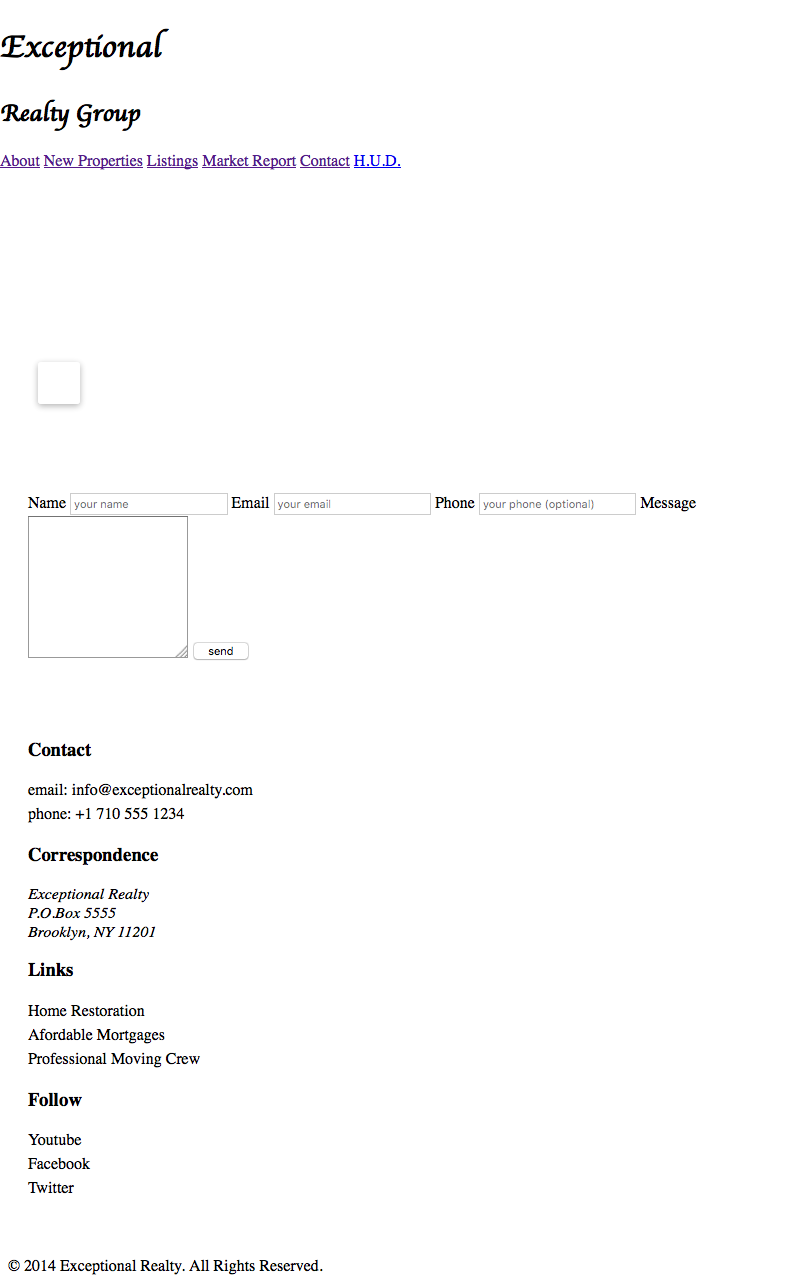 Exceptional
Realty Group
About New Properties Listings Market Report Contact H.U.D.
Name your name Email your email Phone your phone (optional) Message
send
Contact
email: info@exceptionalrealty.com
phone: +1 710 555 1234
Correspondence
Exceptional Realty
P.O.Box 5555
Brooklyn, NY 11201
Links
Home Restoration
Afordable Mortgages
Professional Moving Crew
Follow
Youtube
Facebook
Twitter
© 2014 Exceptional Realty. All Rights Reserved.